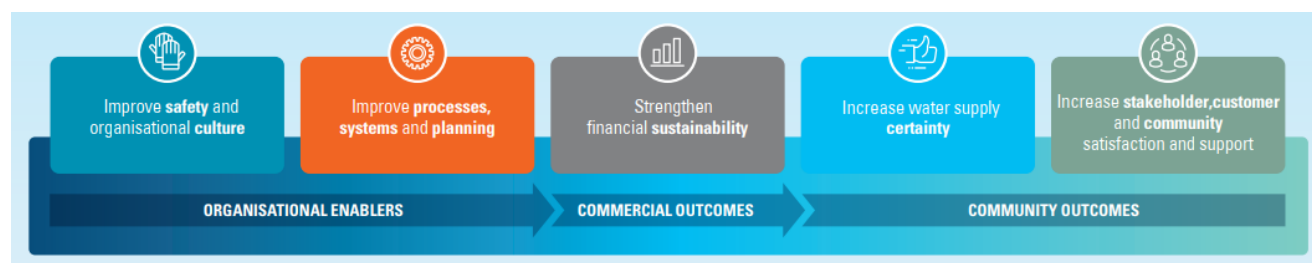 Improve safety and
organisational culture
Improve processes,
systems and planning
Strengthen
financial sustainability
Increase water supply
certainty
Increase stakeholder,customer
and community
satisfaction and support
ORGANISATIONAL ENABLERS
COMMERCIAL OUTCOMES
COMMUNITY OUTCOMES